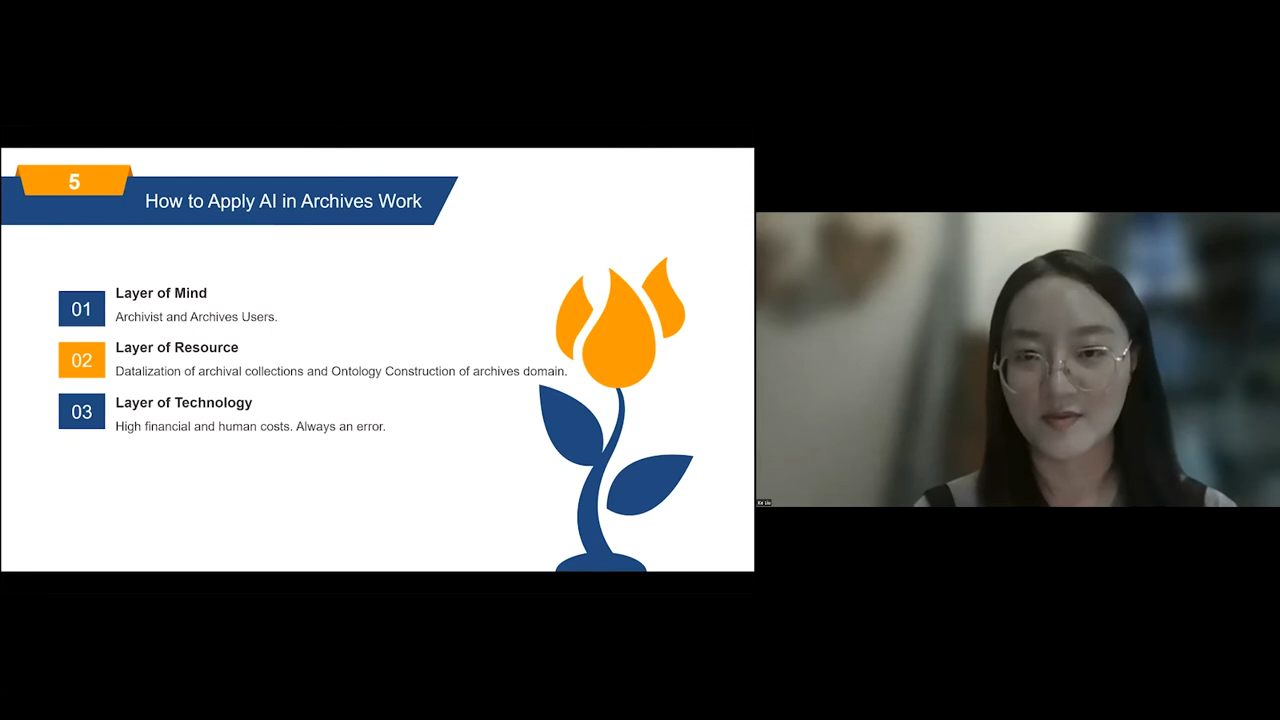 5
How to Apply AI in Archives Work
01
Layer of Mind
Archivist and Archives Users.
02
Layer of Resource
Datalization of archival collections and Ontology Construction of archives domain.
03
Layer of Technology
High financial and human costs. Always an error.